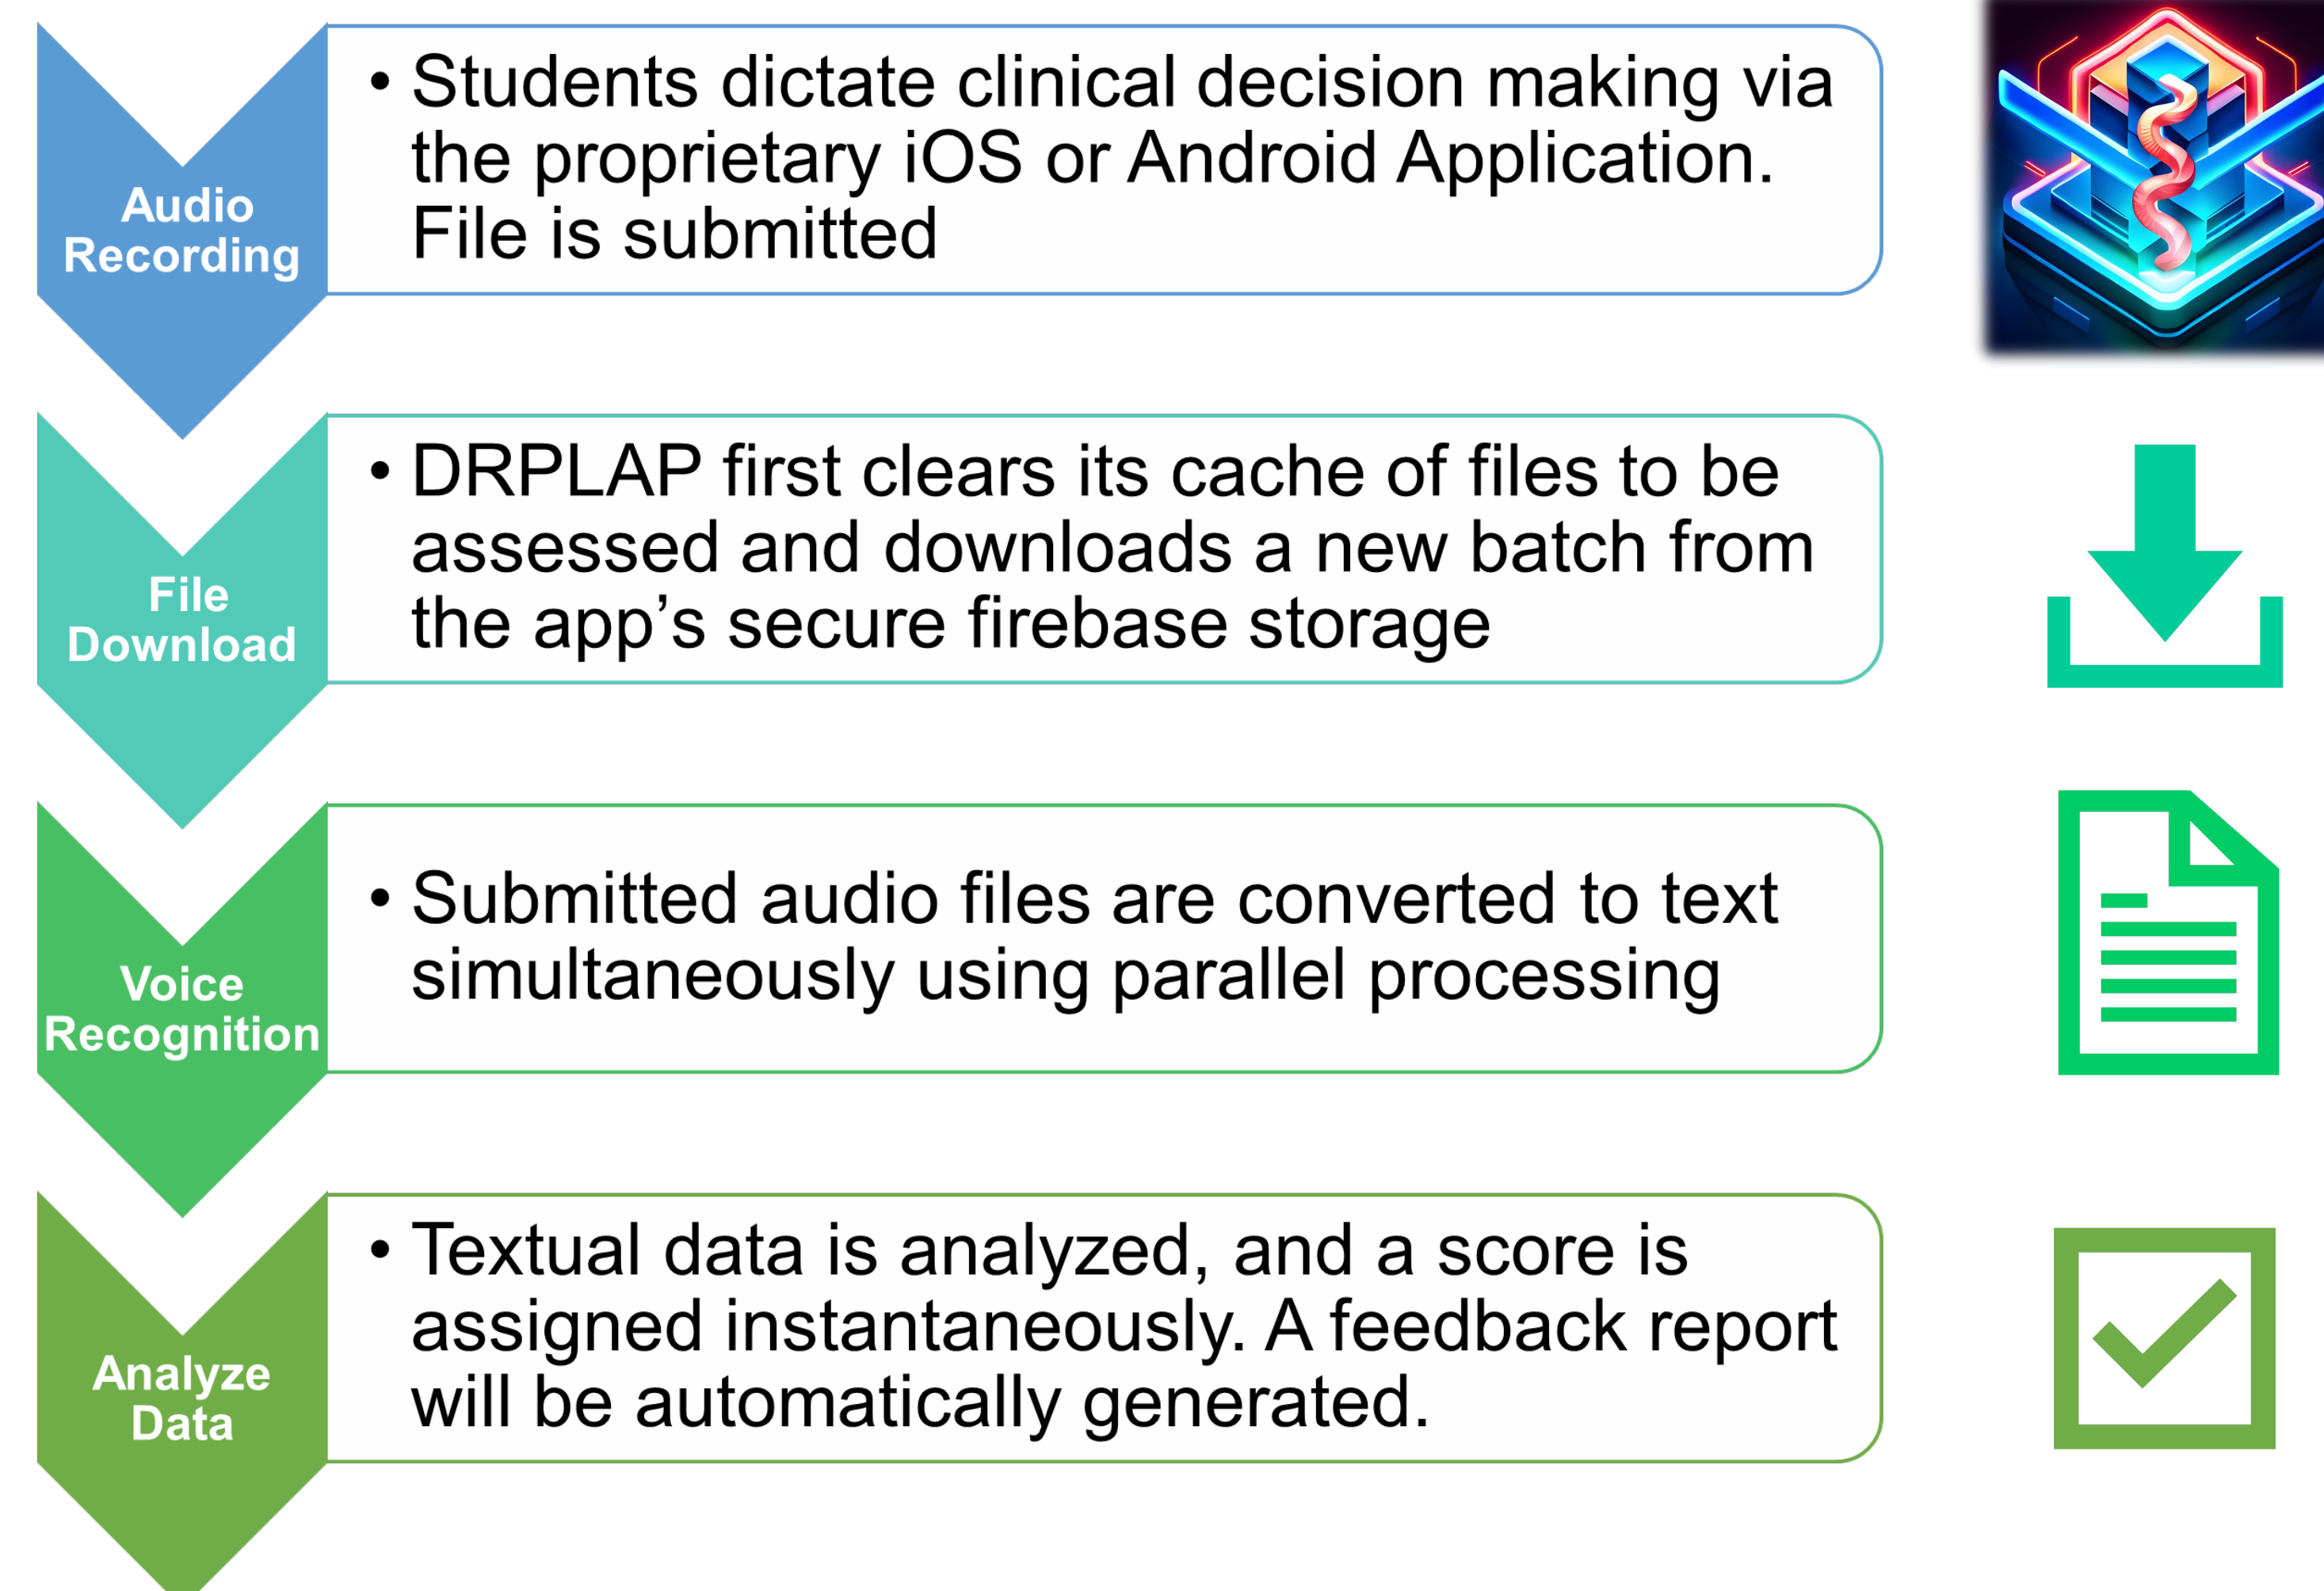 Audio
Recording
• Students dictate clinical decision making via
the proprietary iOS or Android Application.
File is submitted
File
Download
• DRPLAP first clears its cache of files to be
assessed and downloads a new batch from
the app’s secure firebase storage
Voice
Recognition
• Submitted audio files are converted to text
simultaneously using parallel processing
Analyze
Data
• Textual data is analyzed, and a score is
assigned instantaneously. A feedback report
will be automatically generated.